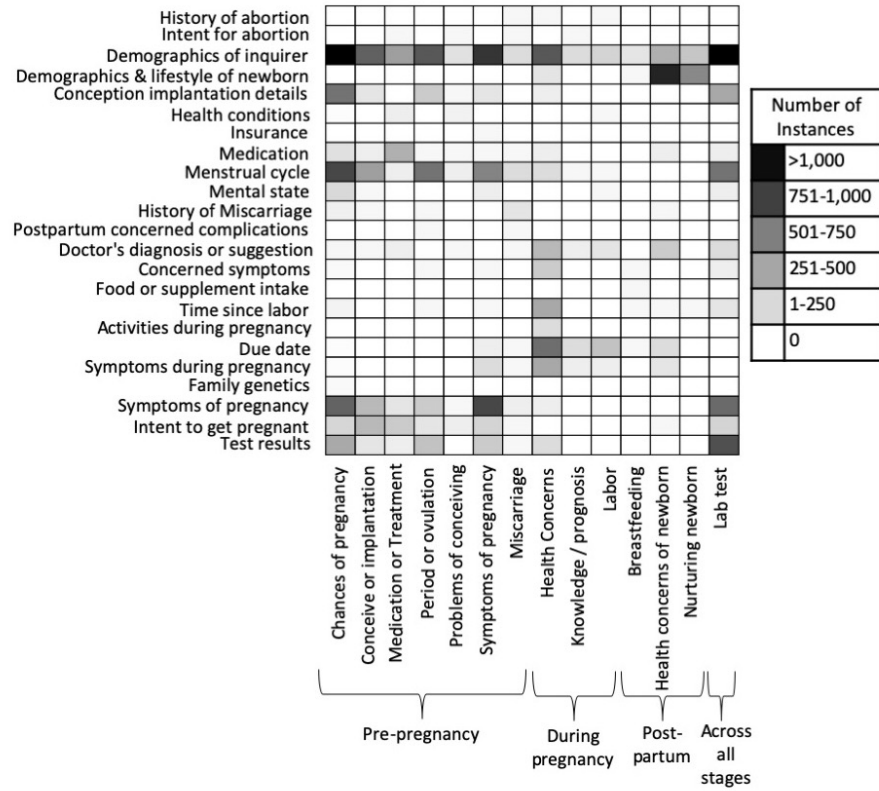 History of abortion
Intent for abortion
Demographics of inquirer
Demographics & lifestyle of newborn
Conception implantation details
Health conditions
Insurance
Medication
Menstrual cycle
Mental state
History of Miscarriage
Postpartum concerned complications
Doctor's diagnosis or suggestion
Concerned symptoms
Food or supplement intake
Time since labor
Activities during pregnancy
Due date
Symptoms during pregnancy
Family genetics
Symptoms of pregnancy
Intent to get pregnant
Test results
Number of
Instances
>1,000
751-1,000
501-750
251-500
1-250
0
Chances of pregnancy
Conceive or implantation
Medication or Treatment
Period or ovulation
Problems of conceiving
Symptoms of pregnancy
Miscarriage
Health Concerns
Knowledge / prognosis
Labor
Breastfeeding
Health concerns of newborn
Nurturing newborn
Lab test
Pre-pregnancy
During
pregnancy
Post-
partum
Across
all
stages